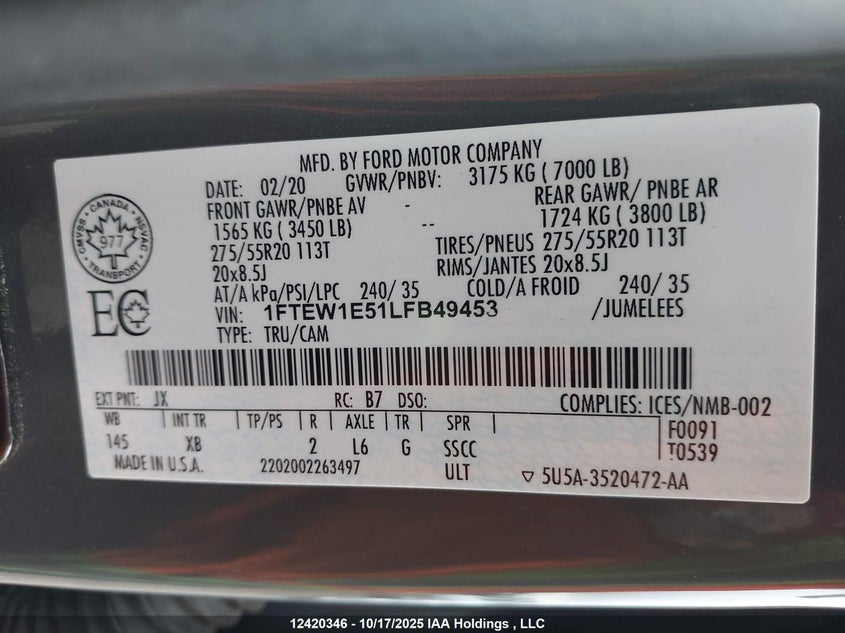 MFD. BY FORD MOTOR COMPANY
DATE: 02/20 GVWR/PNBV: 3175 KG ( 7000 LB)
FRONT GAWR/PNBE AV - REAR GAWR/ PNBE AR
1565 KG ( 3450 LB) -- 1724 KG ( 3800 LB)
275/55R20 113T TIRES/PNEUS 275/55R20 113T
20x8.5J RIMS/JANTES 20x8.5J
AT/A kPa/PSI/LPC 240/ 35 COLD/A FROID 240/ 35
VIN: 1FTEW1E51LFB49453 /JUMELEES
TYPE: TRU/CAM
CMVSS · CANADA · NSVAC
977
TRANSPORT
EC
EXT PNT: JX RC: B7 DSO: COMPLIES: ICES/NMB-002
WB INT TR TP/PS R AXLE TR SPR F0091
145 XB 2 L6 G SSCC T0539
MADE IN U.S.A. 2202002263497 ULT ▽ 5U5A-3520472-AA
12420346 - 10/17/2025 IAA Holdings , LLC